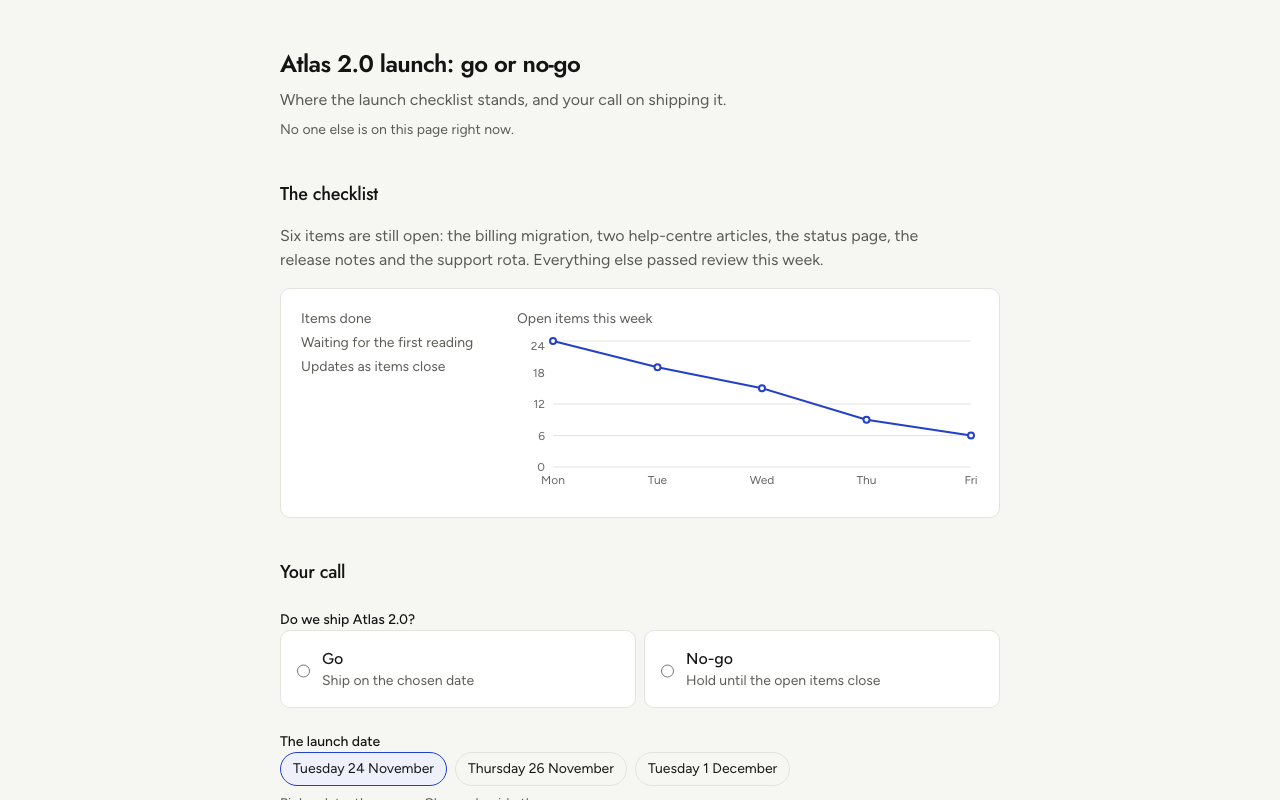 Atlas 2.0 launch: go or no-go
Where the launch checklist stands, and your call on shipping it.
No one else is on this page right now.
The checklist
Six items are still open: the billing migration, two help-centre articles, the status page, the
release notes and the support rota. Everything else passed review this week.
Items done
Waiting for the first reading
Updates as items close
Open items this week
24
18
12
6
0
Mon Tue Wed Thu Fri
Your call
Do we ship Atlas 2.0?
Go
Ship on the chosen date
No-go
Hold until the open items close
The launch date
Tuesday 24 November
Thursday 26 November
Tuesday 1 December